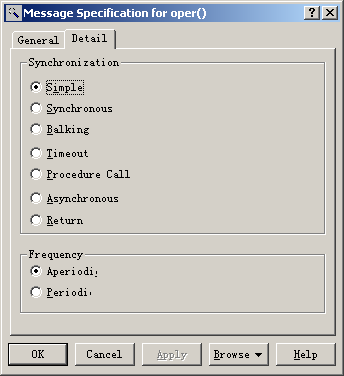 Message Specification for oper()
General Detail
Synchronization
Simple
Synchronous
Balking
Timeout
Procedure Call
Asynchronous
Return
Frequency
Aperiodi
Periodi
OK Cancel Apply Browse Help